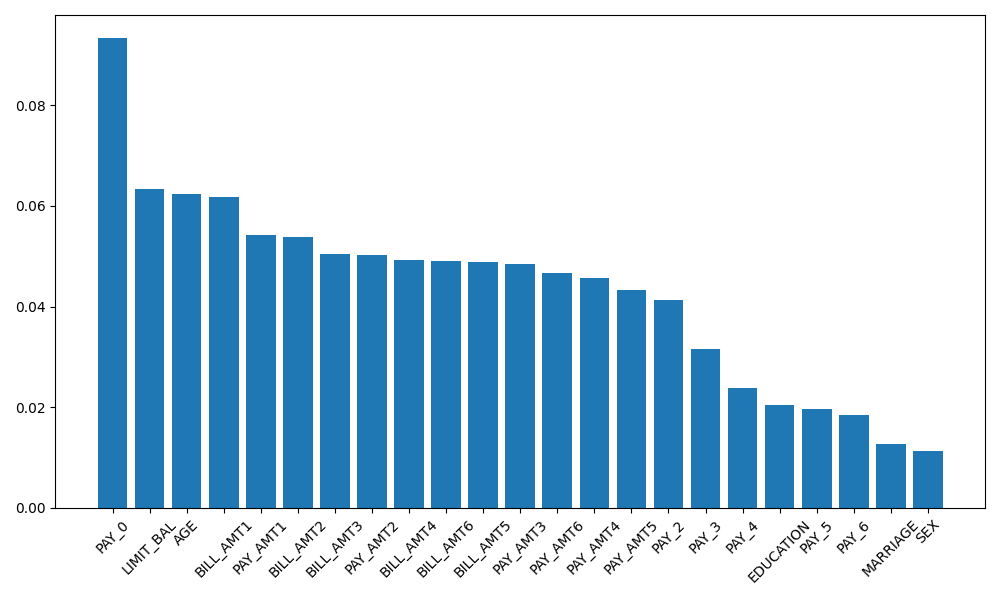 0.08
0.06
0.04
0.02
0.00
PAY_0
LIMIT_BAL
AGE
BILL_AMT1
PAY_AMT1
BILL_AMT2
BILL_AMT3
PAY_AMT2
BILL_AMT4
BILL_AMT6
BILL_AMT5
PAY_AMT3
PAY_AMT6
PAY_AMT4
PAY_AMT5
PAY_2
PAY_3
PAY_4
EDUCATION
PAY_5
PAY_6
MARRIAGE
SEX